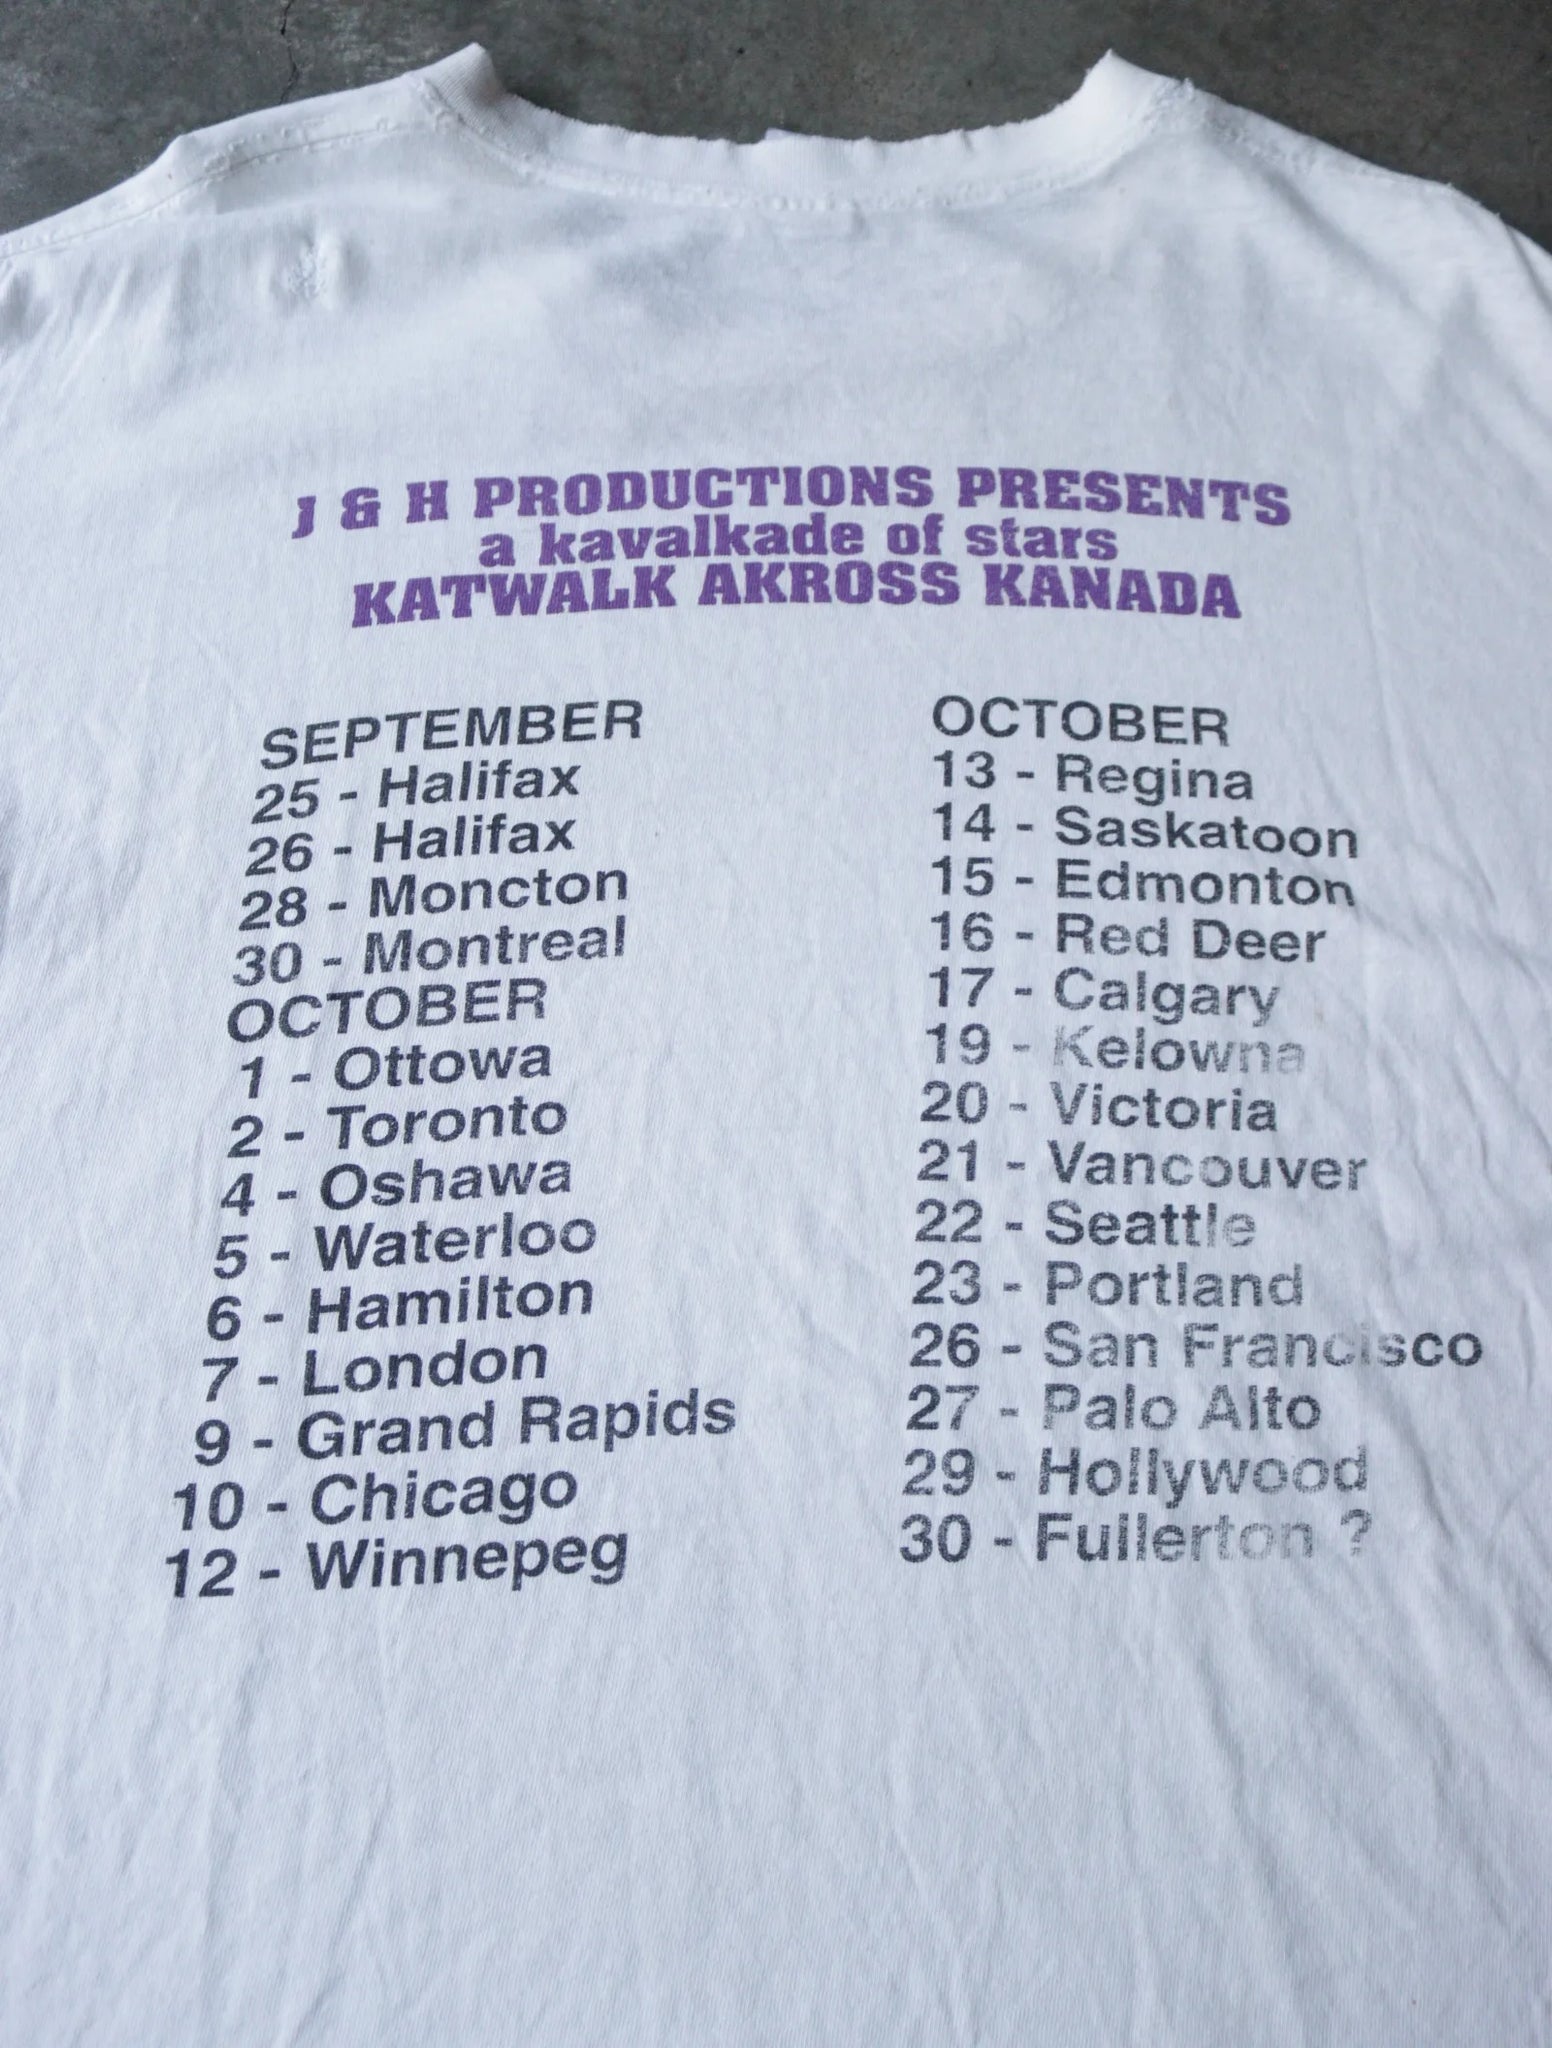 J & H PRODUCTIONS PRESENTS
a kavalkade of stars
KATWALK AKROSS KANADA
SEPTEMBER
25 - Halifax
26 - Halifax
28 - Moncton
30 - Montreal
OCTOBER
1 - Ottowa
2 - Toronto
4 - Oshawa
5 - Waterloo
6 - Hamilton
7 - London
9 - Grand Rapids
10 - Chicago
12 - Winnepeg
OCTOBER
13 - Regina
14 - Saskatoon
15 - Edmonton
16 - Red Deer
17 - Calgary
19 - Kelowna
20 - Victoria
21 - Vancouver
22 - Seattle
23 - Portland
26 - San Francisco
27 - Palo Alto
29 - Hollywood
30 - Fullerton ?